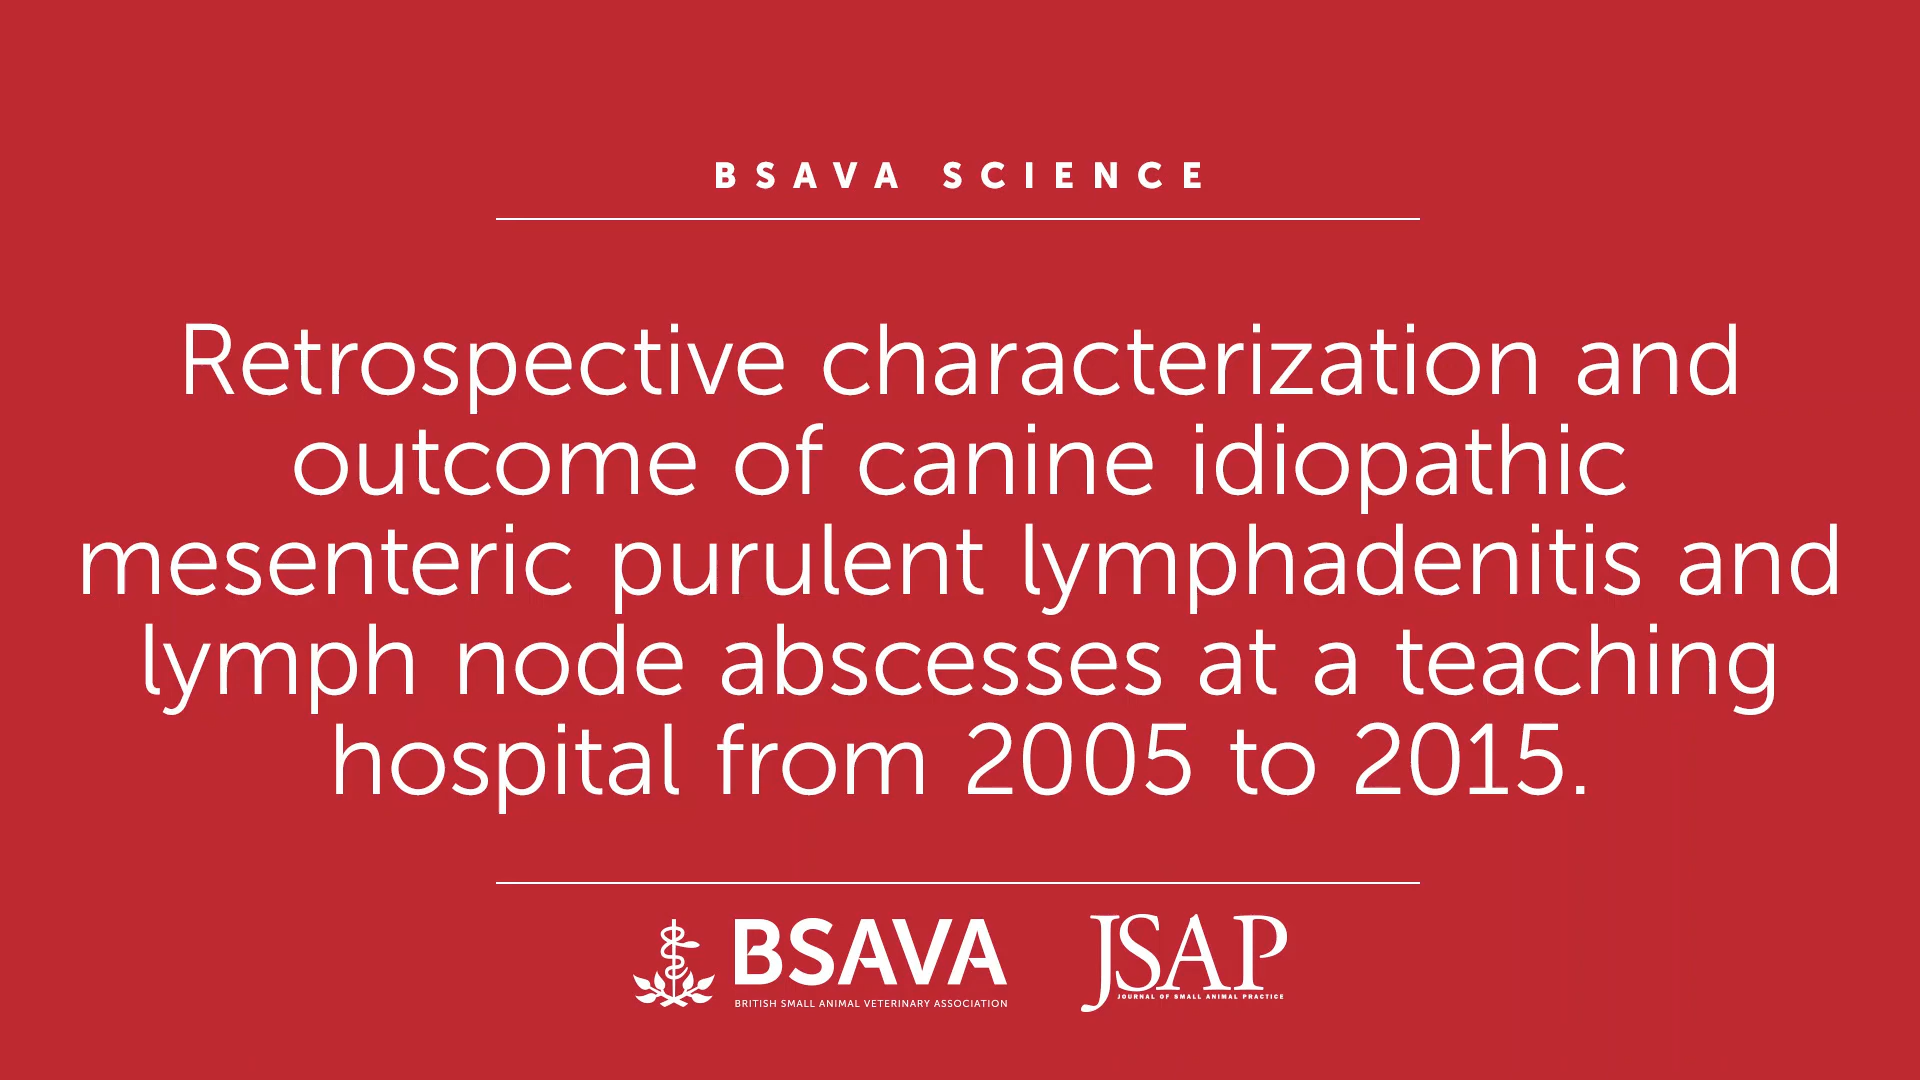 BSAVA SCIENCE
Retrospective characterization and
outcome of canine idiopathic
mesenteric purulent lymphadenitis and
lymph node abscesses at a teaching
hospital from 2005 to 2015.
BSAVA
BRITISH SMALL ANIMAL VETERINARY ASSOCIATION
JSAP
JOURNAL OF SMALL ANIMAL PRACTICE